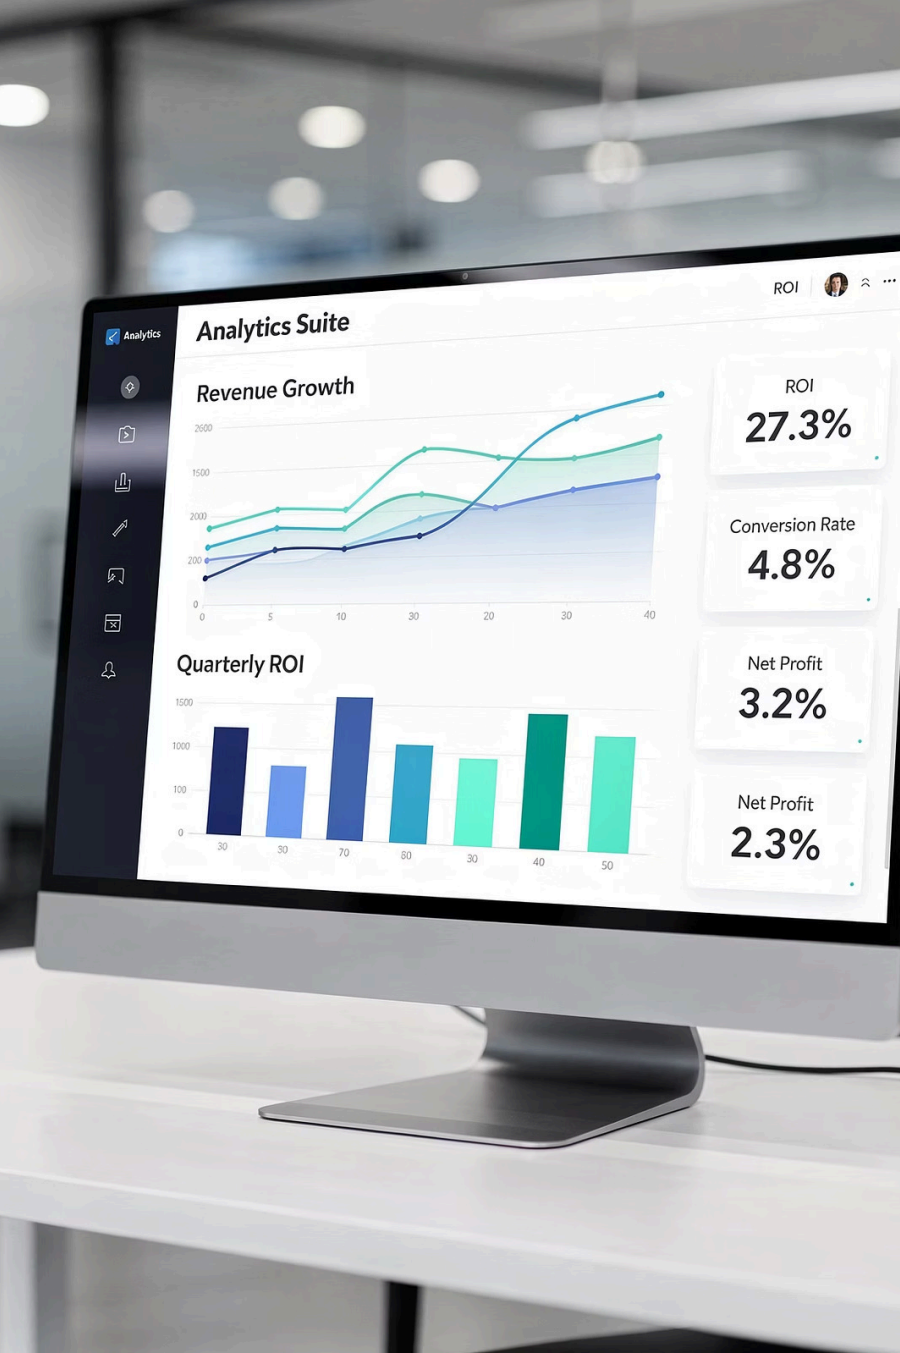 ROI
Analytics
Analytics Suite
Revenue Growth
2600
1500
2000
200
0
0 5 10 30 20 30 40
Quarterly ROI
1500
1000
100
0
30 30 70 80 30 40 50
ROI
27.3%
Conversion Rate
4.8%
Net Profit
3.2%
Net Profit
2.3%